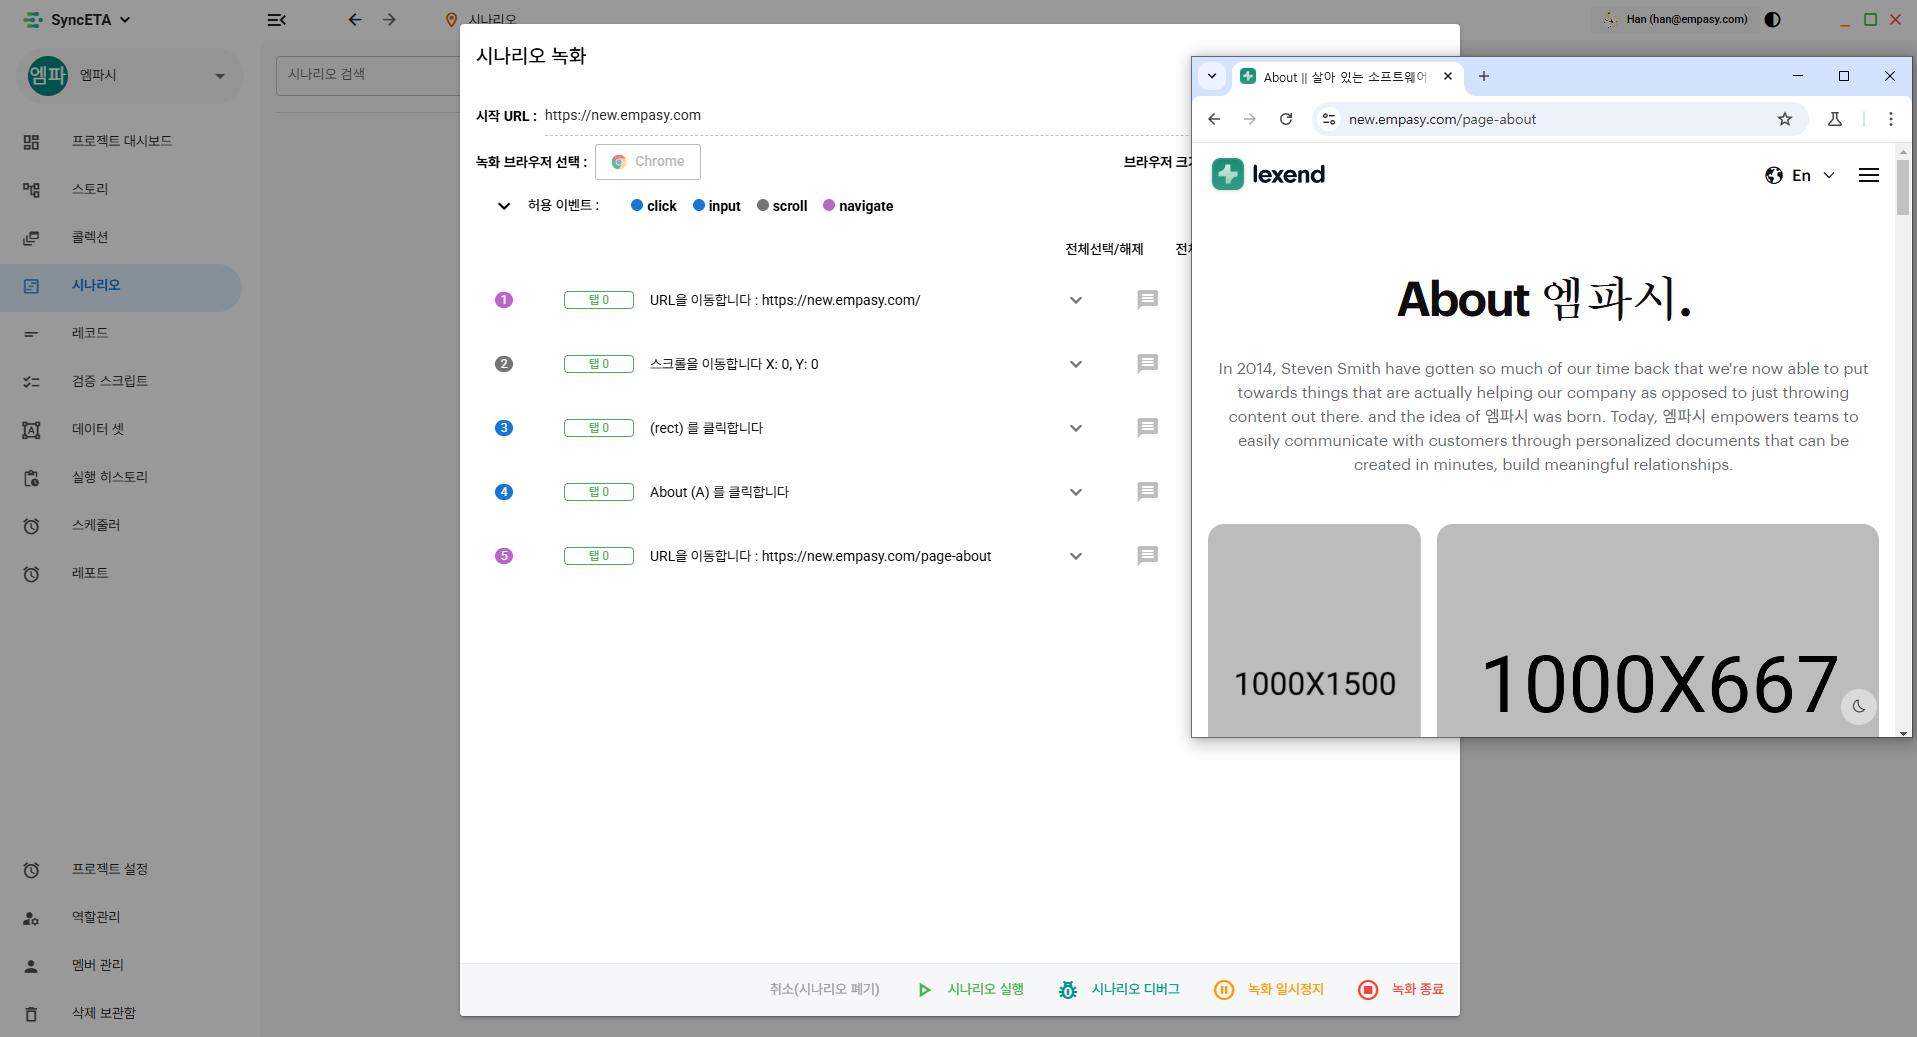 SyncETA
시나리오
Han (han@empasy.com)
엠파
엠파시
시나리오 검색
프로젝트 대시보드
스토리
콜렉션
시나리오
레코드
검증 스크립트
데이터 셋
실행 히스토리
스케줄러
레포트
프로젝트 설정
역할관리
멤버 관리
삭제 보관함
시나리오 녹화
시작 URL : https://new.empasy.com
녹화 브라우저 선택 : Chrome
브라우저
허용 이벤트 : click input scroll navigate
전체선택/해제
1 탭 0 URL을 이동합니다 : https://new.empasy.com/
2 탭 0 스크롤을 이동합니다 X: 0, Y: 0
3 탭 0 (rect) 를 클릭합니다
4 탭 0 About (A) 를 클릭합니다
5 탭 0 URL을 이동합니다 : https://new.empasy.com/page-about
취소(시나리오 폐기) 시나리오 실행 시나리오 디버그 녹화 일시정지 녹화 종료
About || 살아 있는 소프트웨어
new.empasy.com/page-about
lexend
En
About 엠파시.
In 2014, Steven Smith have gotten so much of our time back that we're now able to put
towards things that are actually helping our company as opposed to just throwing
content out there. and the idea of 엠파시 was born. Today, 엠파시 empowers teams to
easily communicate with customers through personalized documents that can be
created in minutes, build meaningful relationships.
1000X1500
1000X667